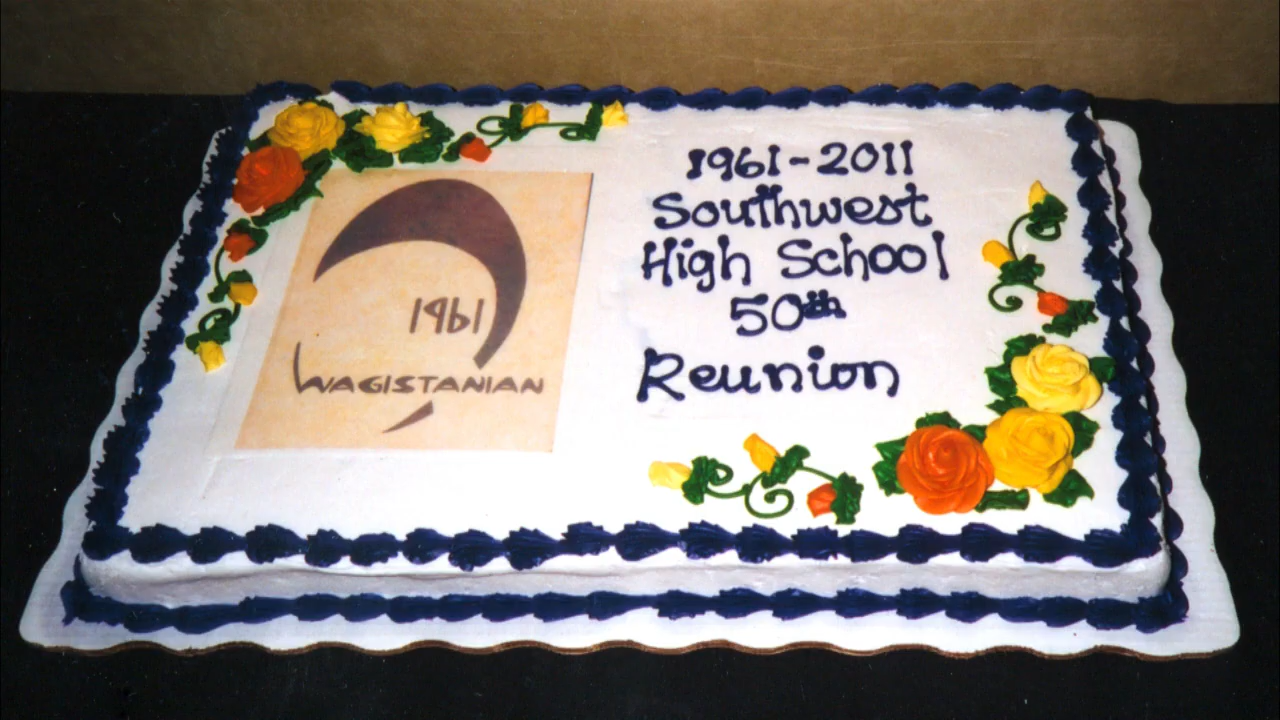 1961
WAGISTANIAN
1961-2011
Southwest
High School
50th
Reunion